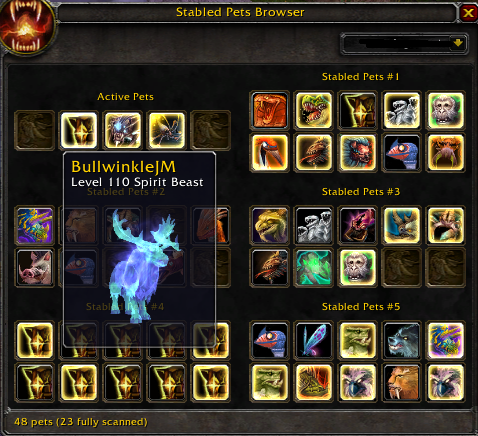 Stabled Pets Browser
Stabled Pets #1
Active Pets
BullwinkleJM
Level 110 Spirit Beast
Stabled Pets #2
Stabled Pets #3
Stabled Pets #4
Stabled Pets #5
48 pets (23 fully scanned)